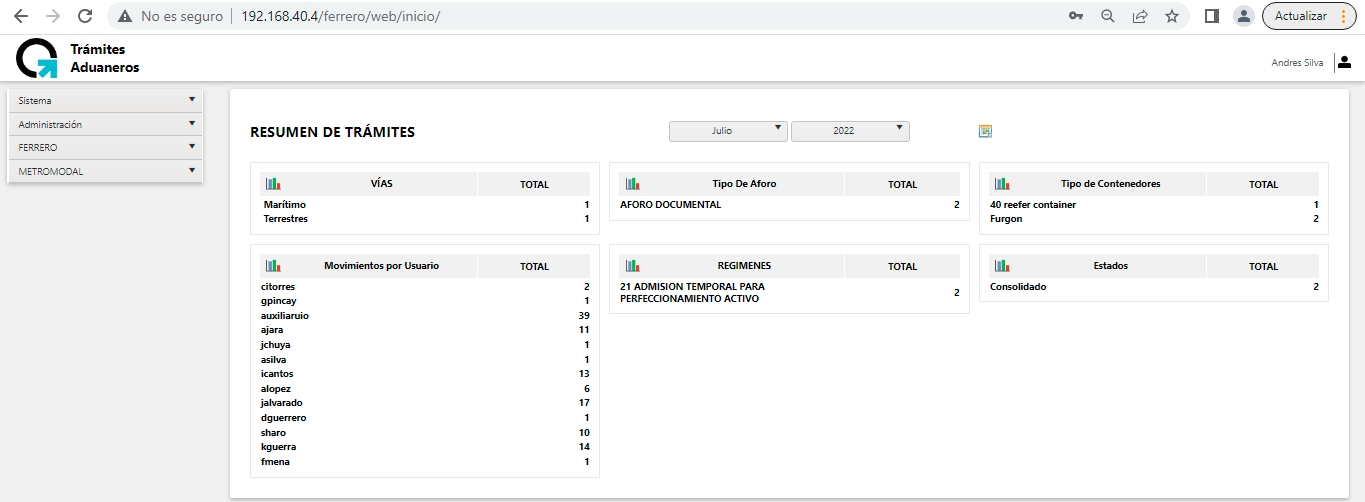 No es seguro 192.168.40.4/ferrero/web/inicio/ Actualizar
Trámites
Aduaneros
Andres Silva
Sistema
Administración
FERRERO
METROMODAL
RESUMEN DE TRÁMITES Julio 2022
VÍAS TOTAL
Marítimo 1
Terrestres 1
Tipo De Aforo TOTAL
AFORO DOCUMENTAL 2
Tipo de Contenedores TOTAL
40 reefer container 1
Furgon 2
Movimientos por Usuario TOTAL
citorres 2
gpincay 1
auxiliaruio 39
ajara 11
jchuya 1
asilva 1
icantos 13
alopez 6
jalvarado 17
dguerrero 1
sharo 10
kguerra 14
fmena 1
REGIMENES TOTAL
21 ADMISION TEMPORAL PARA
PERFECCIONAMIENTO ACTIVO 2
Estados TOTAL
Consolidado 2